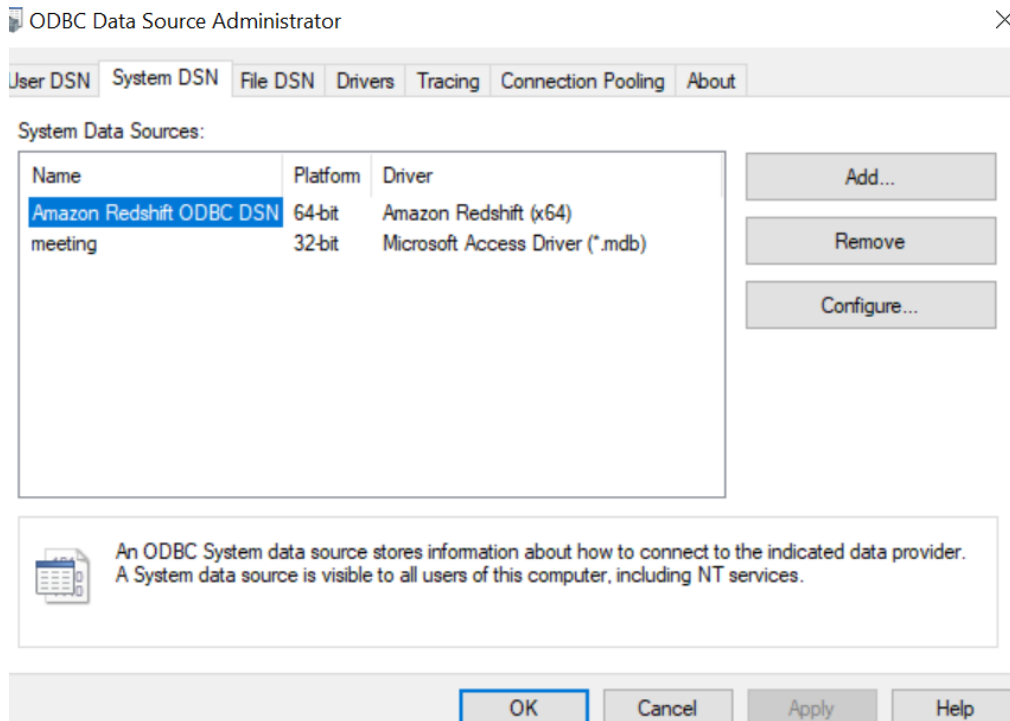 ODBC Data Source Administrator
User DSN System DSN File DSN Drivers Tracing Connection Pooling About
System Data Sources:
Name Platform Driver
Amazon Redshift ODBC DSN 64-bit Amazon Redshift (x64)
meeting 32-bit Microsoft Access Driver (*.mdb)
Add...
Remove
Configure...
An ODBC System data source stores information about how to connect to the indicated data provider.
A System data source is visible to all users of this computer, including NT services.
OK Cancel Apply Help